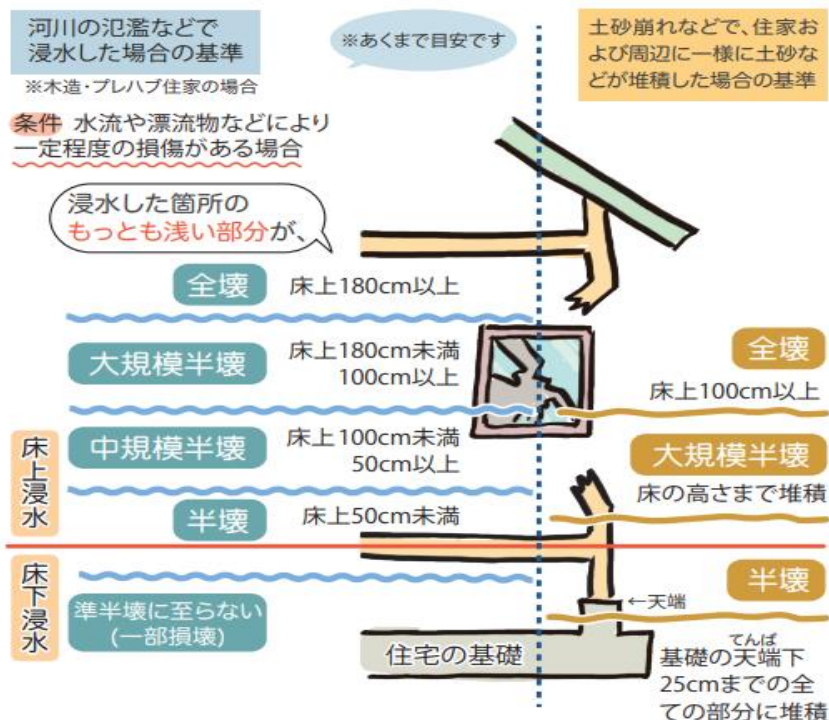 河川の氾濫などで
浸水した場合の基準
※木造・プレハブ住家の場合
※あくまで目安です
土砂崩れなどで、住家お
よび周辺に一様に土砂な
どが堆積した場合の基準
条件 水流や漂流物などにより
一定程度の損傷がある場合
浸水した箇所の
もっとも浅い部分が、
全壊 床上180cm以上
大規模半壊 床上180cm未満
100cm以上
中規模半壊 床上100cm未満
50cm以上
半壊 床上50cm未満
床上浸水
床下浸水
準半壊に至らない
(一部損壊)
全壊
床上100cm以上
大規模半壊
床の高さまで堆積
半壊
←天端
住宅の基礎
てんば
基礎の天端下
25cmまでの全
ての部分に堆積